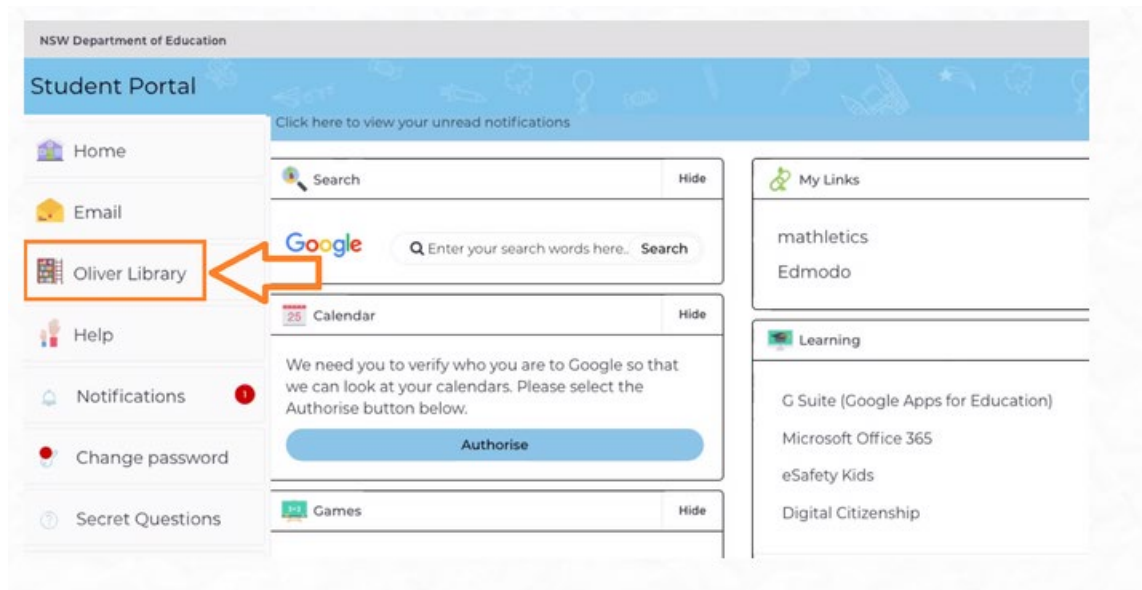 NSW Department of Education
Student Portal
Click here to view your unread notifications
Home
Email
Oliver Library
Help
Notifications
1
Change password
Secret Questions
Search
Hide
Google
Enter your search words here..
Search
25
Calendar
Hide
We need you to verify who you are to Google so that
we can look at your calendars. Please select the
Authorise button below.
Authorise
Games
Hide
My Links
mathletics
Edmodo
Learning
G Suite (Google Apps for Education)
Microsoft Office 365
eSafety Kids
Digital Citizenship